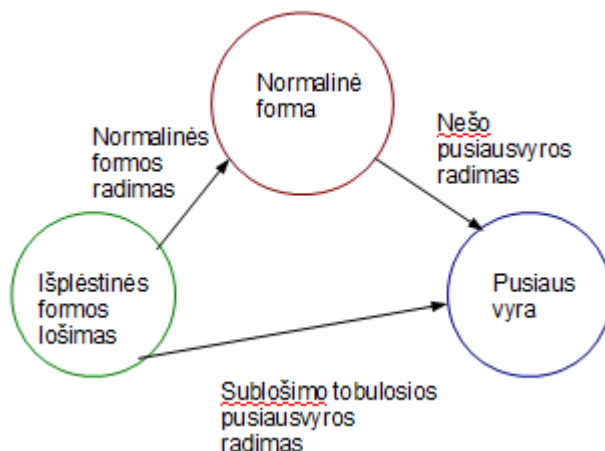 Normalinė
forma
Normalinės
formos
radimas
Nešo
pusiausvyros
radimas
Išplėstinės
formos
lošimas
Pusiaus
vyra
Sublošimo tobulosios
pusiausvyros
radimas